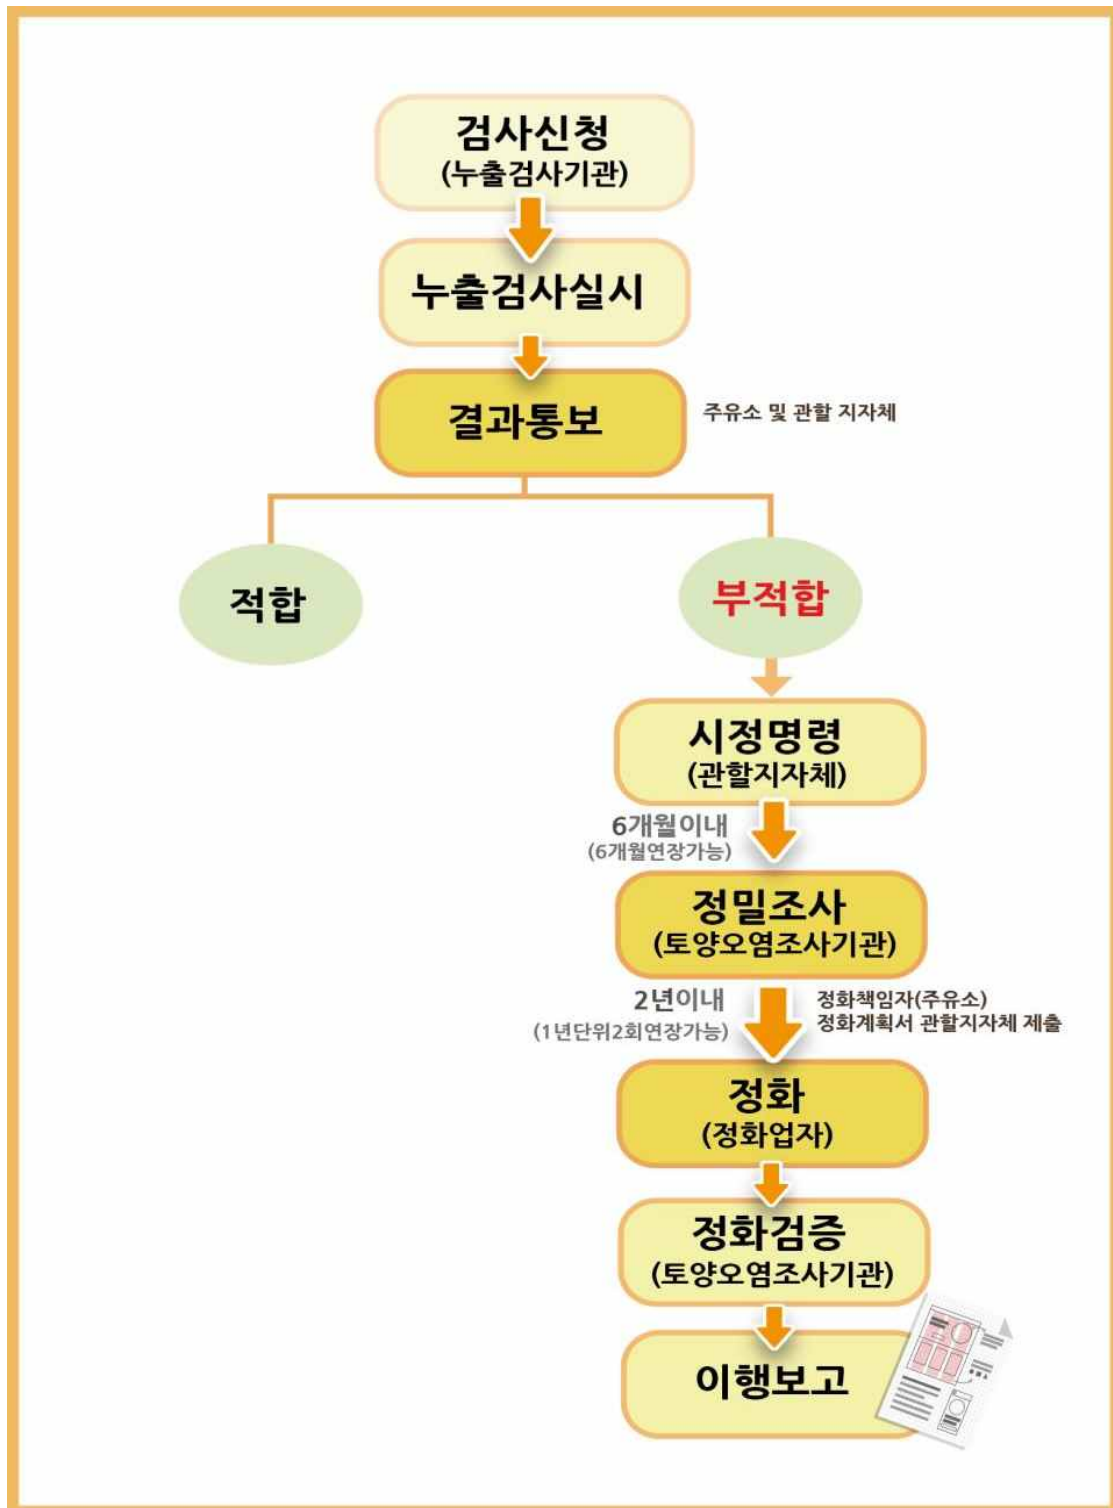 검사신청
(누출검사기관)
누출검사실시
결과통보
주유소 및 관할 지자체
적합
부적합
시정명령
(관할지자체)
6개월이내
(6개월연장가능)
정밀조사
(토양오염조사기관)
2년이내
(1년단위2회연장가능)
정화책임자(주유소)
정화계획서 관할지자체 제출
정화
(정화업자)
정화검증
(토양오염조사기관)
이행보고